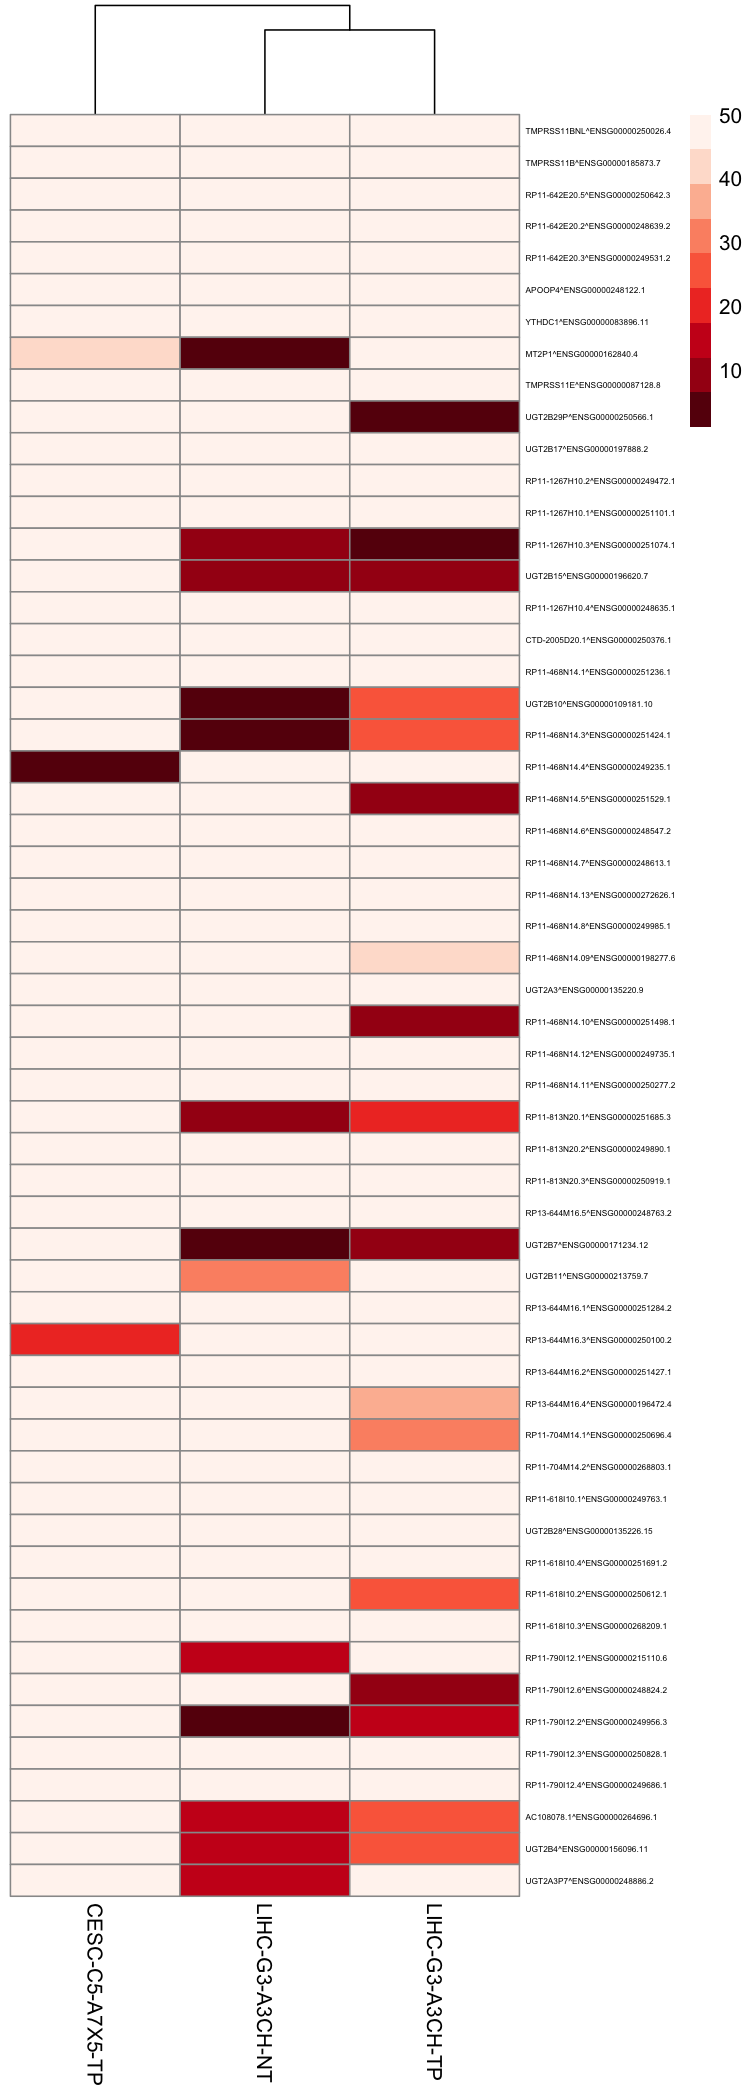 50
40
30
20
10
TMPRSS11BNL^ENSG00000250026.4
TMPRSS11B^ENSG00000185873.7
RP11-642E20.5^ENSG00000250642.3
RP11-642E20.2^ENSG00000248639.2
RP11-642E20.3^ENSG00000249531.2
APOOP4^ENSG00000248122.1
YTHDC1^ENSG00000083896.11
MT2P1^ENSG00000162840.4
TMPRSS11E^ENSG00000087128.8
UGT2B29P^ENSG00000250566.1
UGT2B17^ENSG00000197888.2
RP11-1267H10.2^ENSG00000249472.1
RP11-1267H10.1^ENSG00000251101.1
RP11-1267H10.3^ENSG00000251074.1
UGT2B15^ENSG00000196620.7
RP11-1267H10.4^ENSG00000248635.1
CTD-2005D20.1^ENSG00000250376.1
RP11-468N14.1^ENSG00000251236.1
UGT2B10^ENSG00000109181.10
RP11-468N14.3^ENSG00000251424.1
RP11-468N14.4^ENSG00000249235.1
RP11-468N14.5^ENSG00000251529.1
RP11-468N14.6^ENSG00000248547.2
RP11-468N14.7^ENSG00000248613.1
RP11-468N14.13^ENSG00000272626.1
RP11-468N14.8^ENSG00000249985.1
RP11-468N14.09^ENSG00000198277.6
UGT2A3^ENSG00000135220.9
RP11-468N14.10^ENSG00000251498.1
RP11-468N14.12^ENSG00000249735.1
RP11-468N14.11^ENSG00000250277.2
RP11-813N20.1^ENSG00000251685.3
RP11-813N20.2^ENSG00000249890.1
RP11-813N20.3^ENSG00000250919.1
RP13-644M16.5^ENSG00000248763.2
UGT2B7^ENSG00000171234.12
UGT2B11^ENSG00000213759.7
RP13-644M16.1^ENSG00000251284.2
RP13-644M16.3^ENSG00000250100.2
RP13-644M16.2^ENSG00000251427.1
RP13-644M16.4^ENSG00000196472.4
RP11-704M14.1^ENSG00000250696.4
RP11-704M14.2^ENSG00000268803.1
RP11-618I10.1^ENSG00000249763.1
UGT2B28^ENSG00000135226.15
RP11-618I10.4^ENSG00000251691.2
RP11-618I10.2^ENSG00000250612.1
RP11-618I10.3^ENSG00000268209.1
RP11-790I12.1^ENSG00000215110.6
RP11-790I12.6^ENSG00000248824.2
RP11-790I12.2^ENSG00000249956.3
RP11-790I12.3^ENSG00000250828.1
RP11-790I12.4^ENSG00000249686.1
AC108078.1^ENSG00000264696.1
UGT2B4^ENSG00000156096.11
UGT2A3P7^ENSG00000248886.2
CESC-C5-A7X5-TP
LIHC-G3-A3CH-NT
LIHC-G3-A3CH-TP